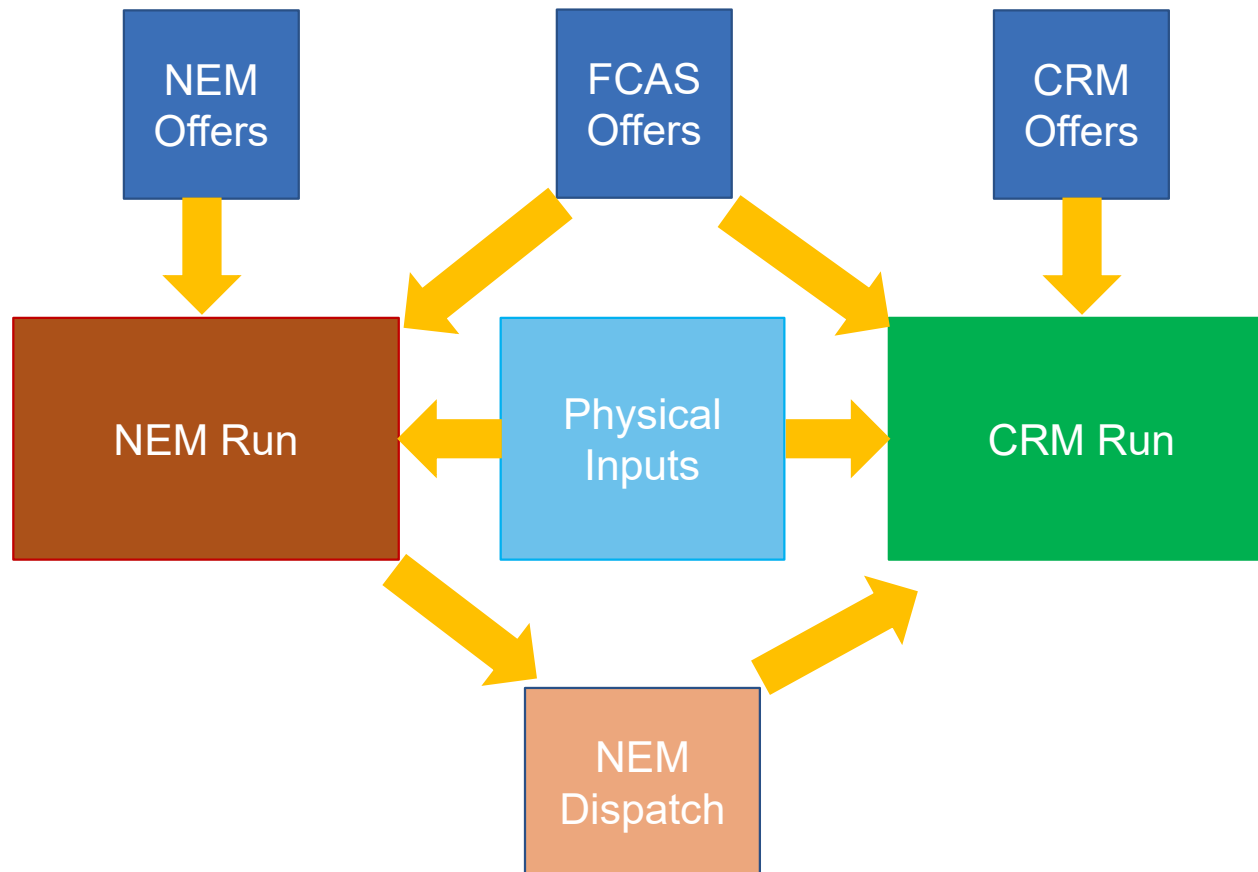 NEM
Offers
FCAS
Offers
CRM
Offers
NEM Run
Physical
Inputs
CRM Run
NEM
Dispatch